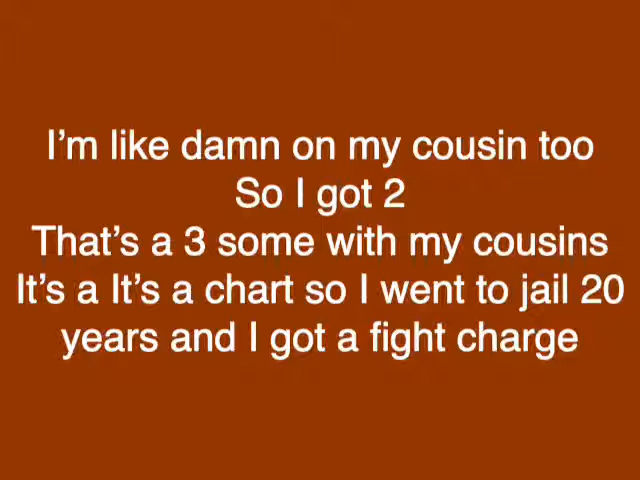 I’m like damn on my cousin too
So I got 2
That’s a 3 some with my cousins
It’s a It’s a chart so I went to jail 20
years and I got a fight charge